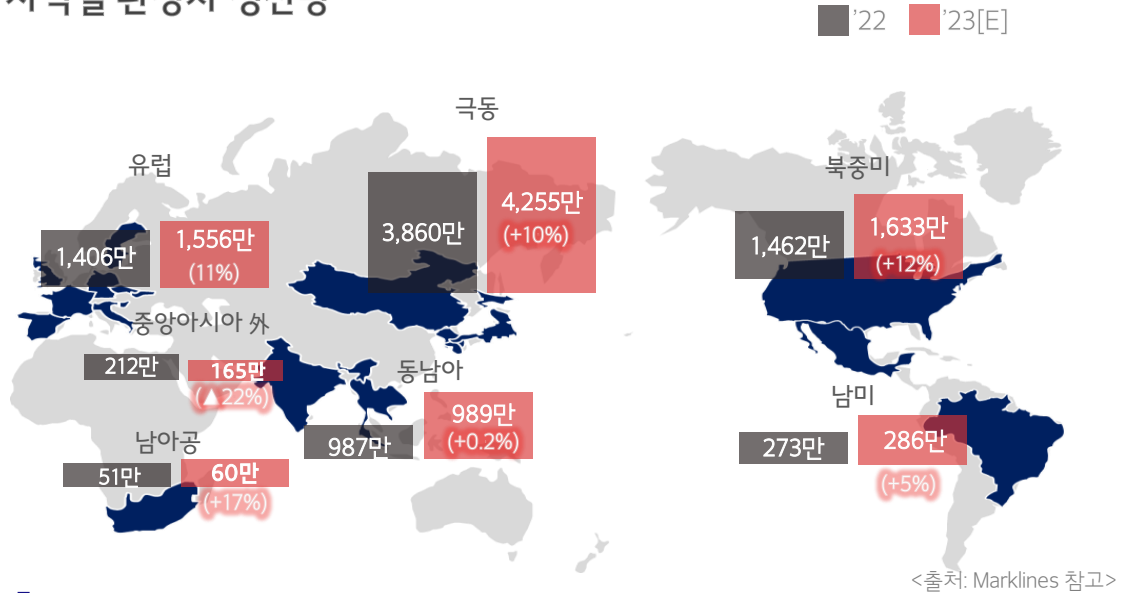 '22 '23[E]
극동
유럽
북중미
4,255만
(+10%)
3,860만
1,556만
(11%)
1,406만
1,633만
(+12%)
1,462만
중앙아시아 外
212만
165만
(▲22%)
동남아
989만
(+0.2%)
987만
남미
286만
(+5%)
273만
남아공
51만
60만
(+17%)
<출처: Marklines 참고>